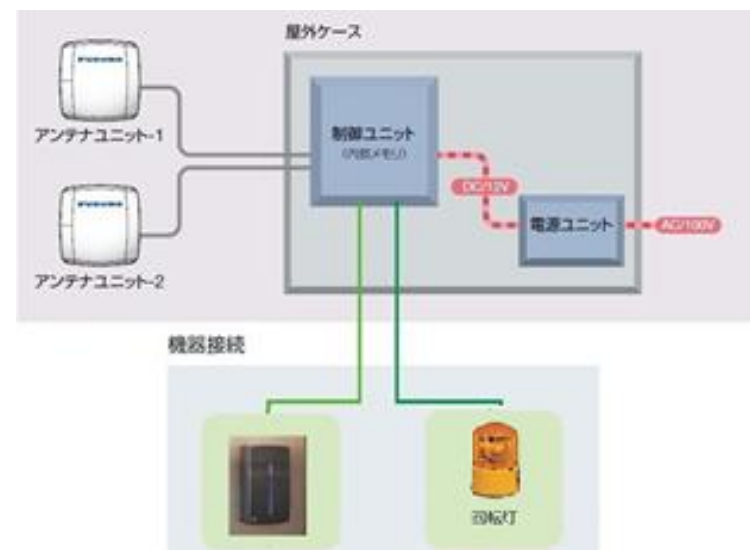 屋外ケース
FURUNO
アンテナユニット-1
制御ユニット
(内部メモリ)
DC/12V
FURUNO
電源ユニット
AC/100V
アンテナユニット-2
機器接続
回転灯